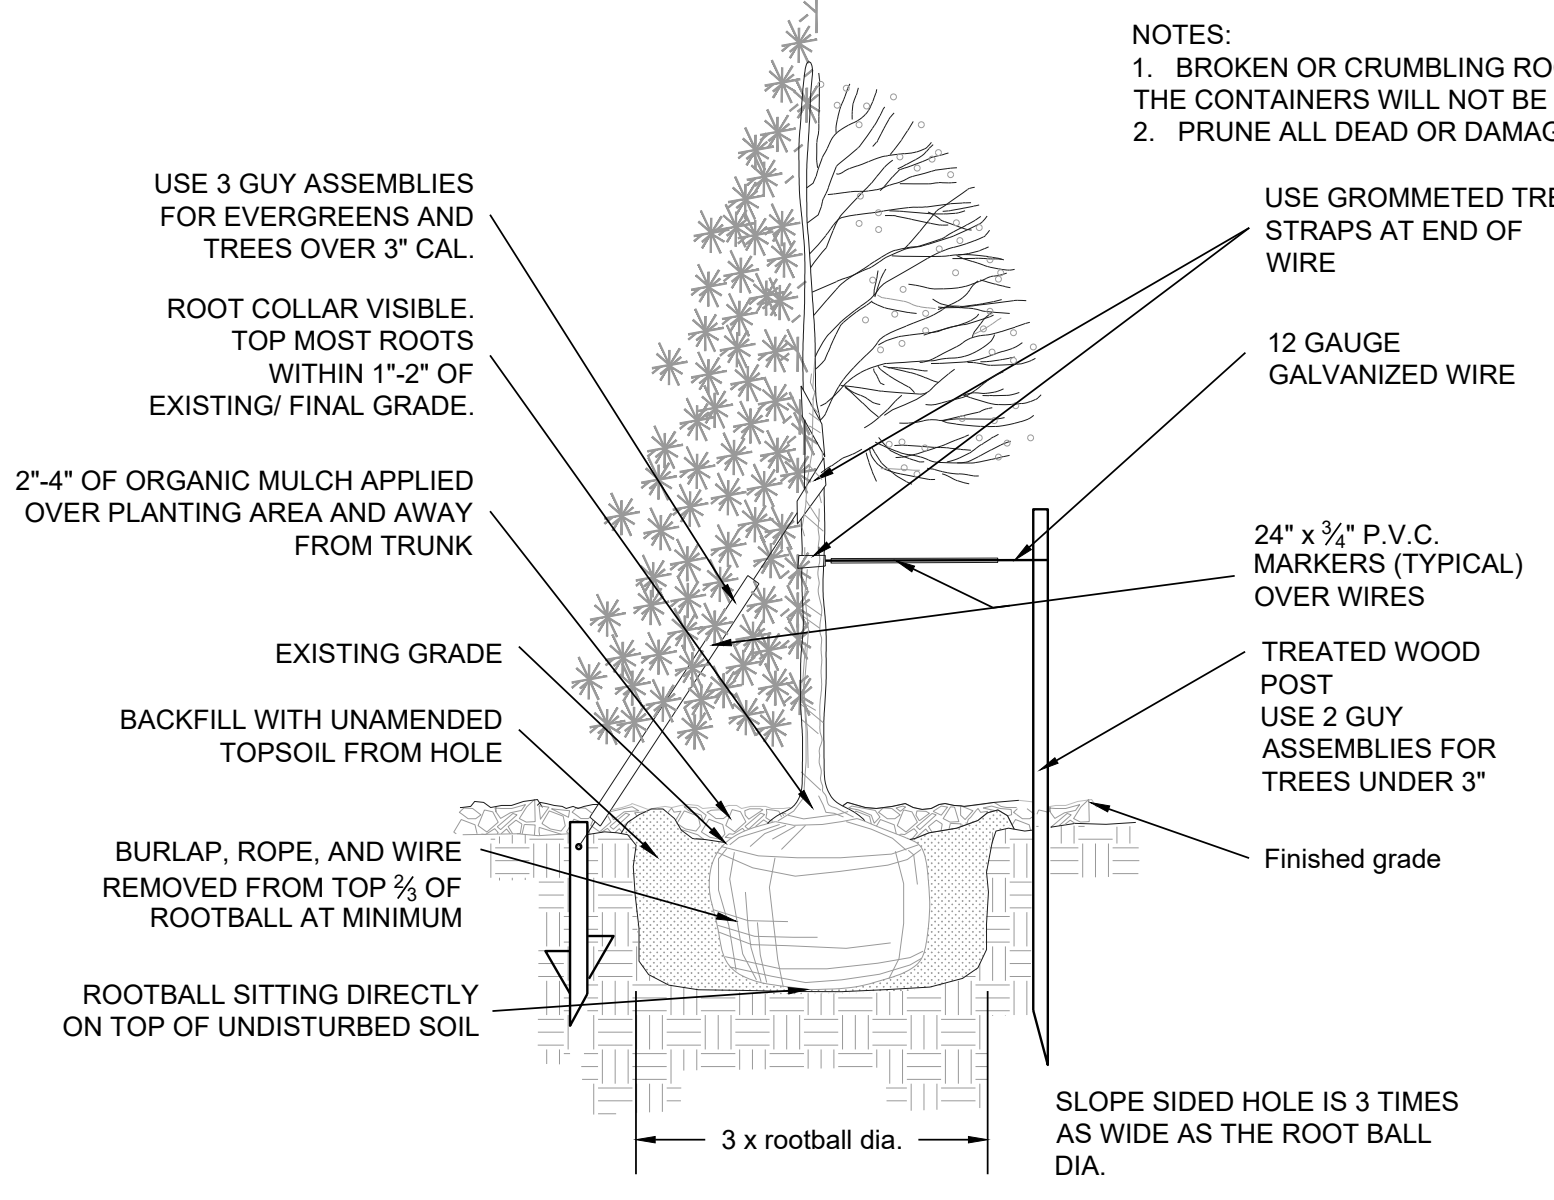 NOTES:
1. BROKEN OR CRUMBLING
THE CONTAINERS WILL NOT BE
2. PRUNE ALL DEAD OR
USE 3 GUY ASSEMBLIES
FOR EVERGREENS AND
TREES OVER 3" CAL.
ROOT COLLAR VISIBLE.
TOP MOST ROOTS
WITHIN 1"-2" OF
EXISTING/ FINAL GRADE.
2"-4" OF ORGANIC MULCH APPLIED
OVER PLANTING AREA AND AWAY
FROM TRUNK
EXISTING GRADE
BACKFILL WITH UNAMENDED
TOPSOIL FROM HOLE
BURLAP, ROPE, AND WIRE
REMOVED FROM TOP ⅔ OF
ROOTBALL AT MINIMUM
ROOTBALL SITTING DIRECTLY
ON TOP OF UNDISTURBED SOIL
USE GROMMETED
STRAPS AT END OF
WIRE
12 GAUGE
GALVANIZED WIRE
24" x ¾" P.V.C.
MARKERS (TYPICAL)
OVER WIRES
TREATED WOOD
POST
USE 2 GUY
ASSEMBLIES FOR
TREES UNDER 3"
Finished grade
3 x rootball dia.
SLOPE SIDED HOLE IS 3 TIMES
AS WIDE AS THE ROOT BALL
DIA.